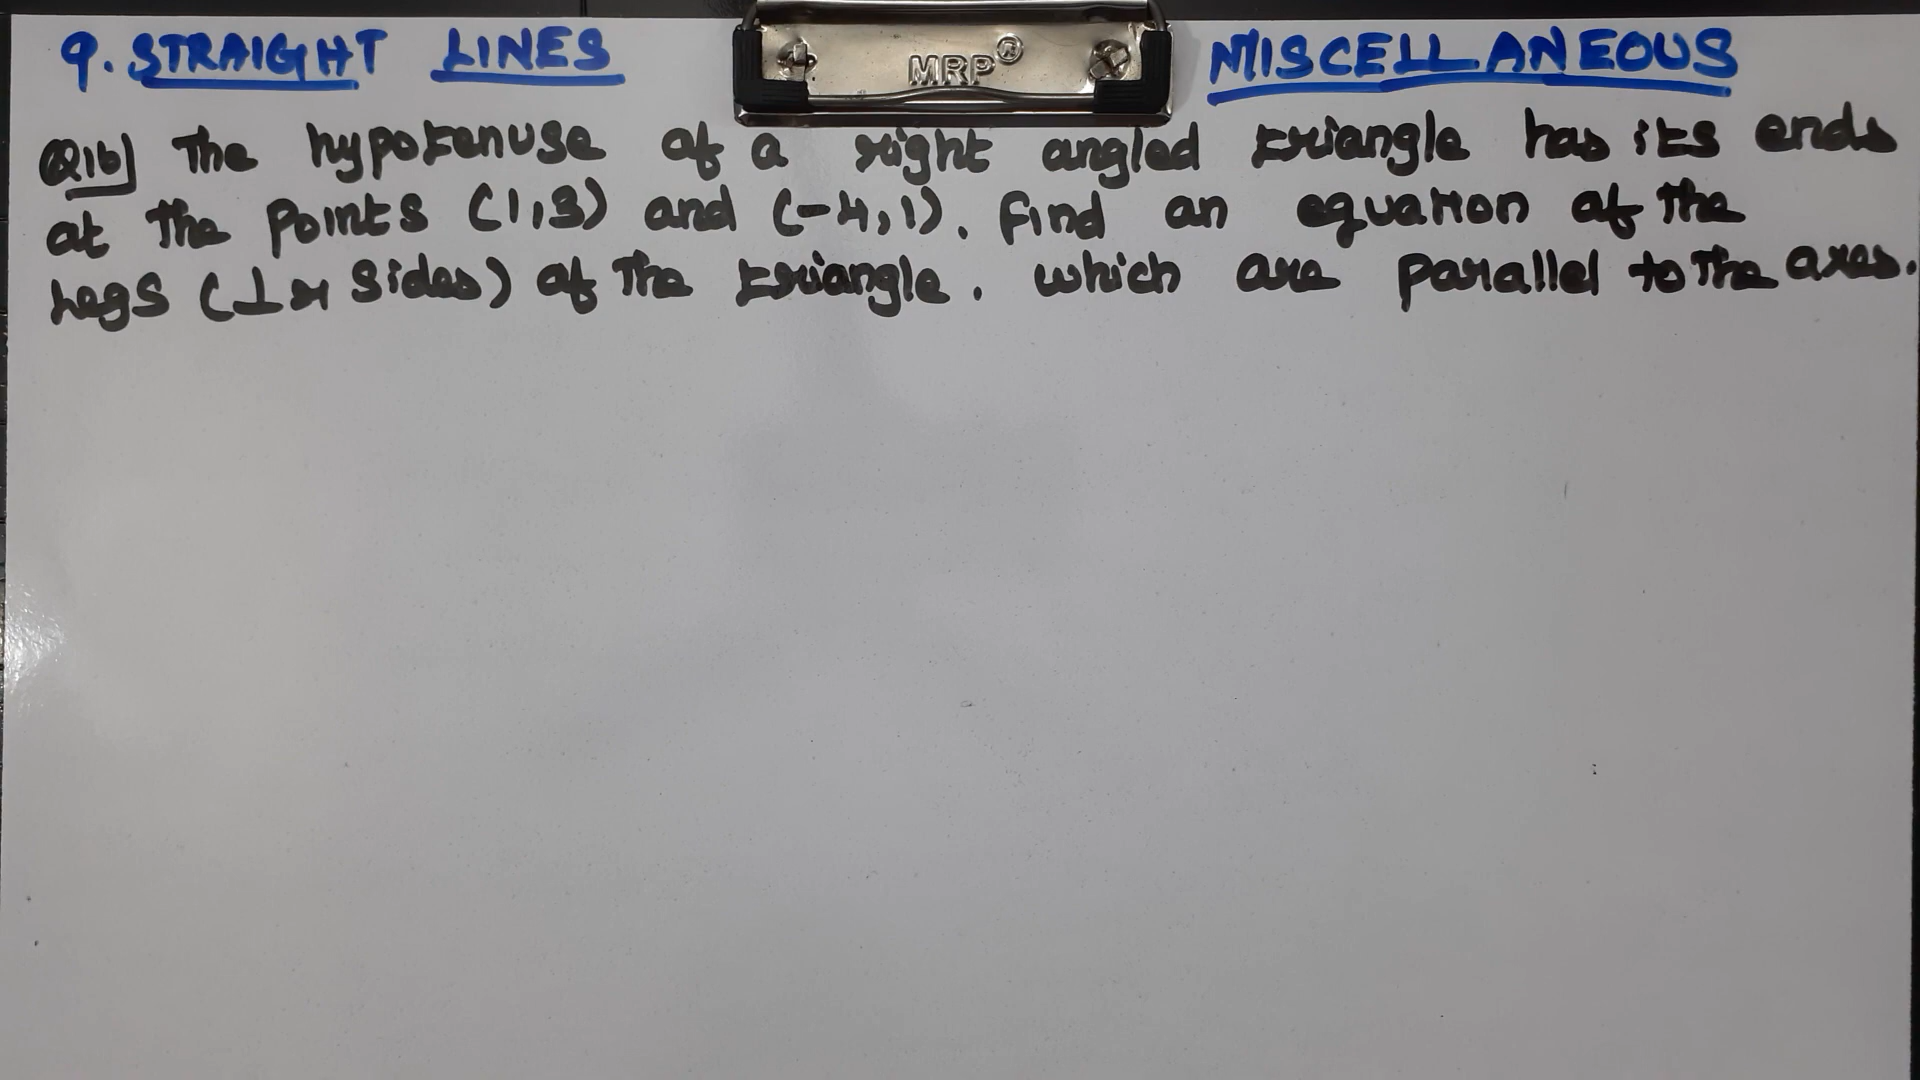 9. STRAIGHT LINES
MRP®
MISCELLANEOUS
Q16) The hypotenuse of a right angled triangle has its ends
at the points (1,3) and (-4,1). Find an equation of the
legs (⊥r sides) of the triangle. which are parallel to the axes.